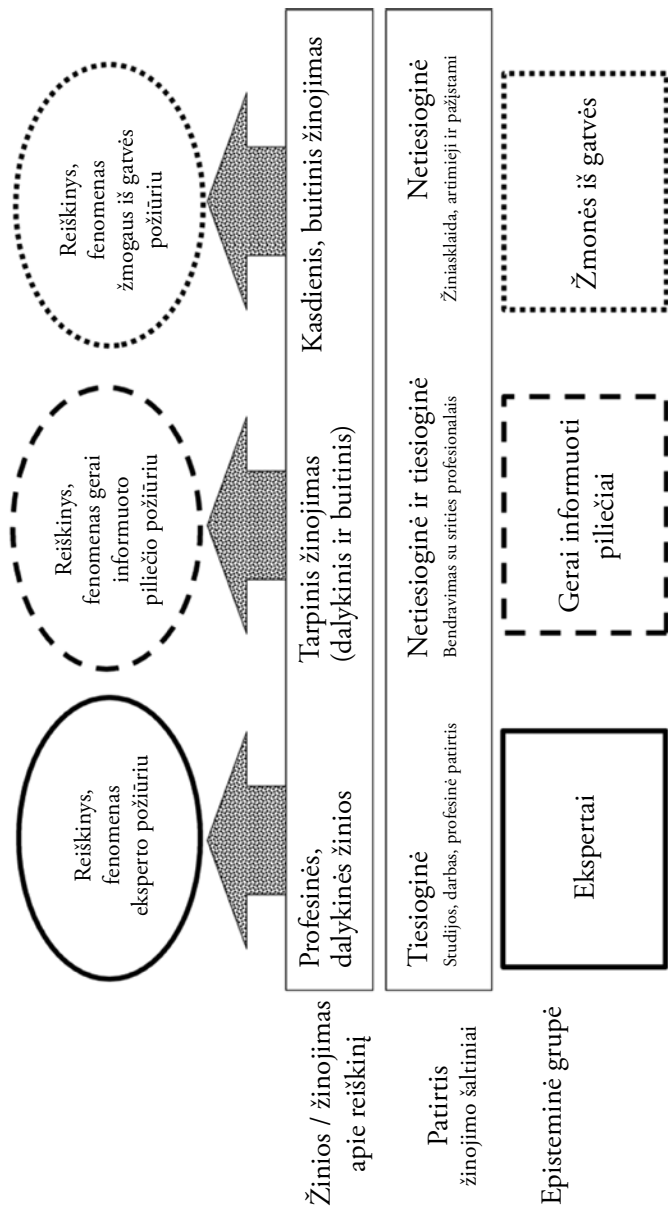 Reiškinys,
fenomenas
eksperto požiūriu
Reiškinys,
fenomenas gerai
informuoto
piliečio požiūriu
Reiškinys,
fenomenas
žmogaus iš gatvės
požiūriu
Žinios / žinojimas
apie reiškinį
Profesinės,
dalykinės žinios
Tarpinis žinojimas
(dalykinis ir buitinis)
Kasdienis, buitinis žinojimas
Patirtis
žinojimo šaltiniai
Tiesioginė
Studijos, darbas, profesinė patirtis
Netiesioginė ir tiesioginė
Bendravimas su srities profesionalais
Netiesioginė
Žiniasklaida, artimieji ir pažįstami
Episteminė grupė
Ekspertai
Gerai informuoti
piliečiai
Žmonės iš gatvės